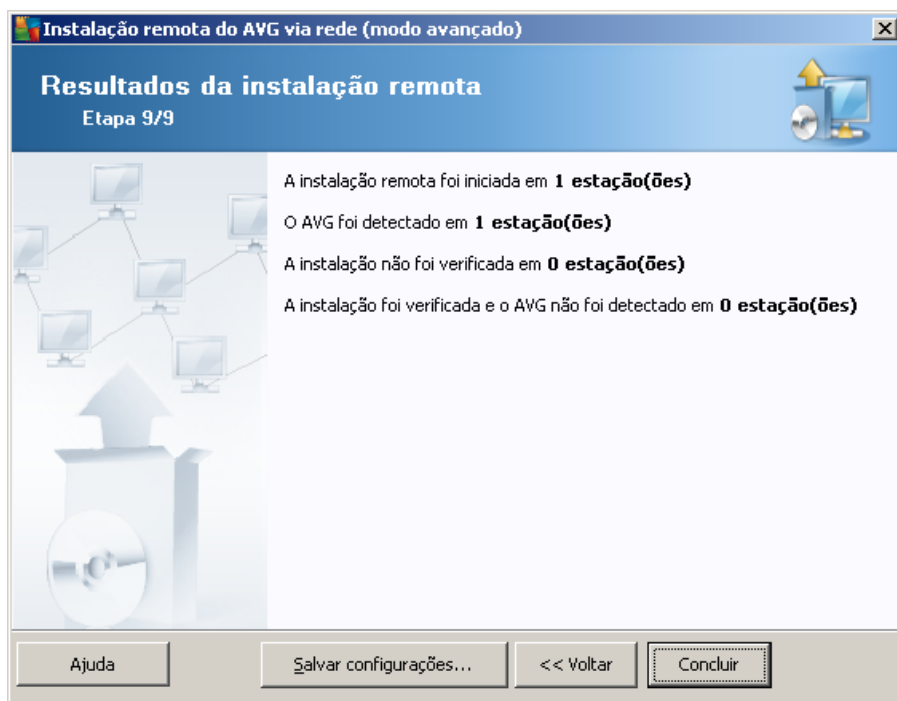 Instalação remota do AVG via rede (modo avançado)
Resultados da instalação remota
Etapa 9/9
A instalação remota foi iniciada em 1 estação(ões)
O AVG foi detectado em 1 estação(ões)
A instalação não foi verificada em 0 estação(ões)
A instalação foi verificada e o AVG não foi detectado em 0 estação(ões)
Ajuda
Salvar configurações...
<< Voltar
Concluir